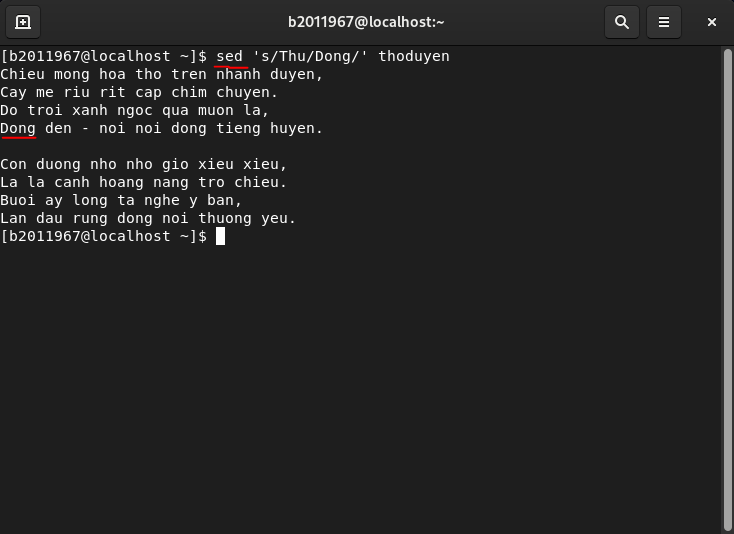 b2011967@localhost:~
[b2011967@localhost ~]$ sed 's/Thu/Dong/' thoduyen
Chieu mong hoa tho tren nhanh duyen,
Cay me riu rit cap chim chuyen.
Do troi xanh ngoc qua muon la,
Dong den - noi noi dong tieng huyen.

Con duong nho nho gio xieu xieu,
La la canh hoang nang tro chieu.
Buoi ay long ta nghe y ban,
Lan dau rung dong noi thuong yeu.
[b2011967@localhost ~]$